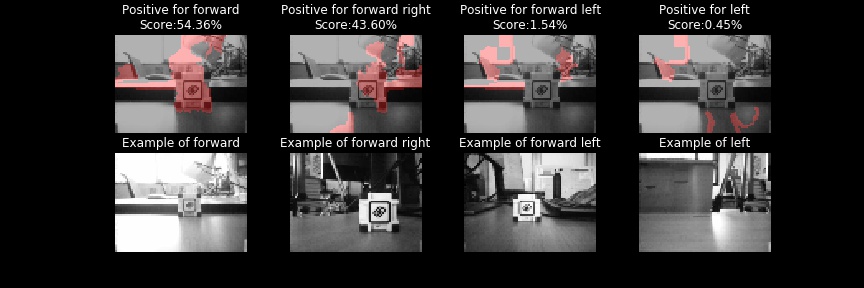 Positive for forward
Score:54.36%
Positive for forward right
Score:43.60%
Positive for forward left
Score:1.54%
Positive for left
Score:0.45%
Example of forward
Example of forward right
Example of forward left
Example of left